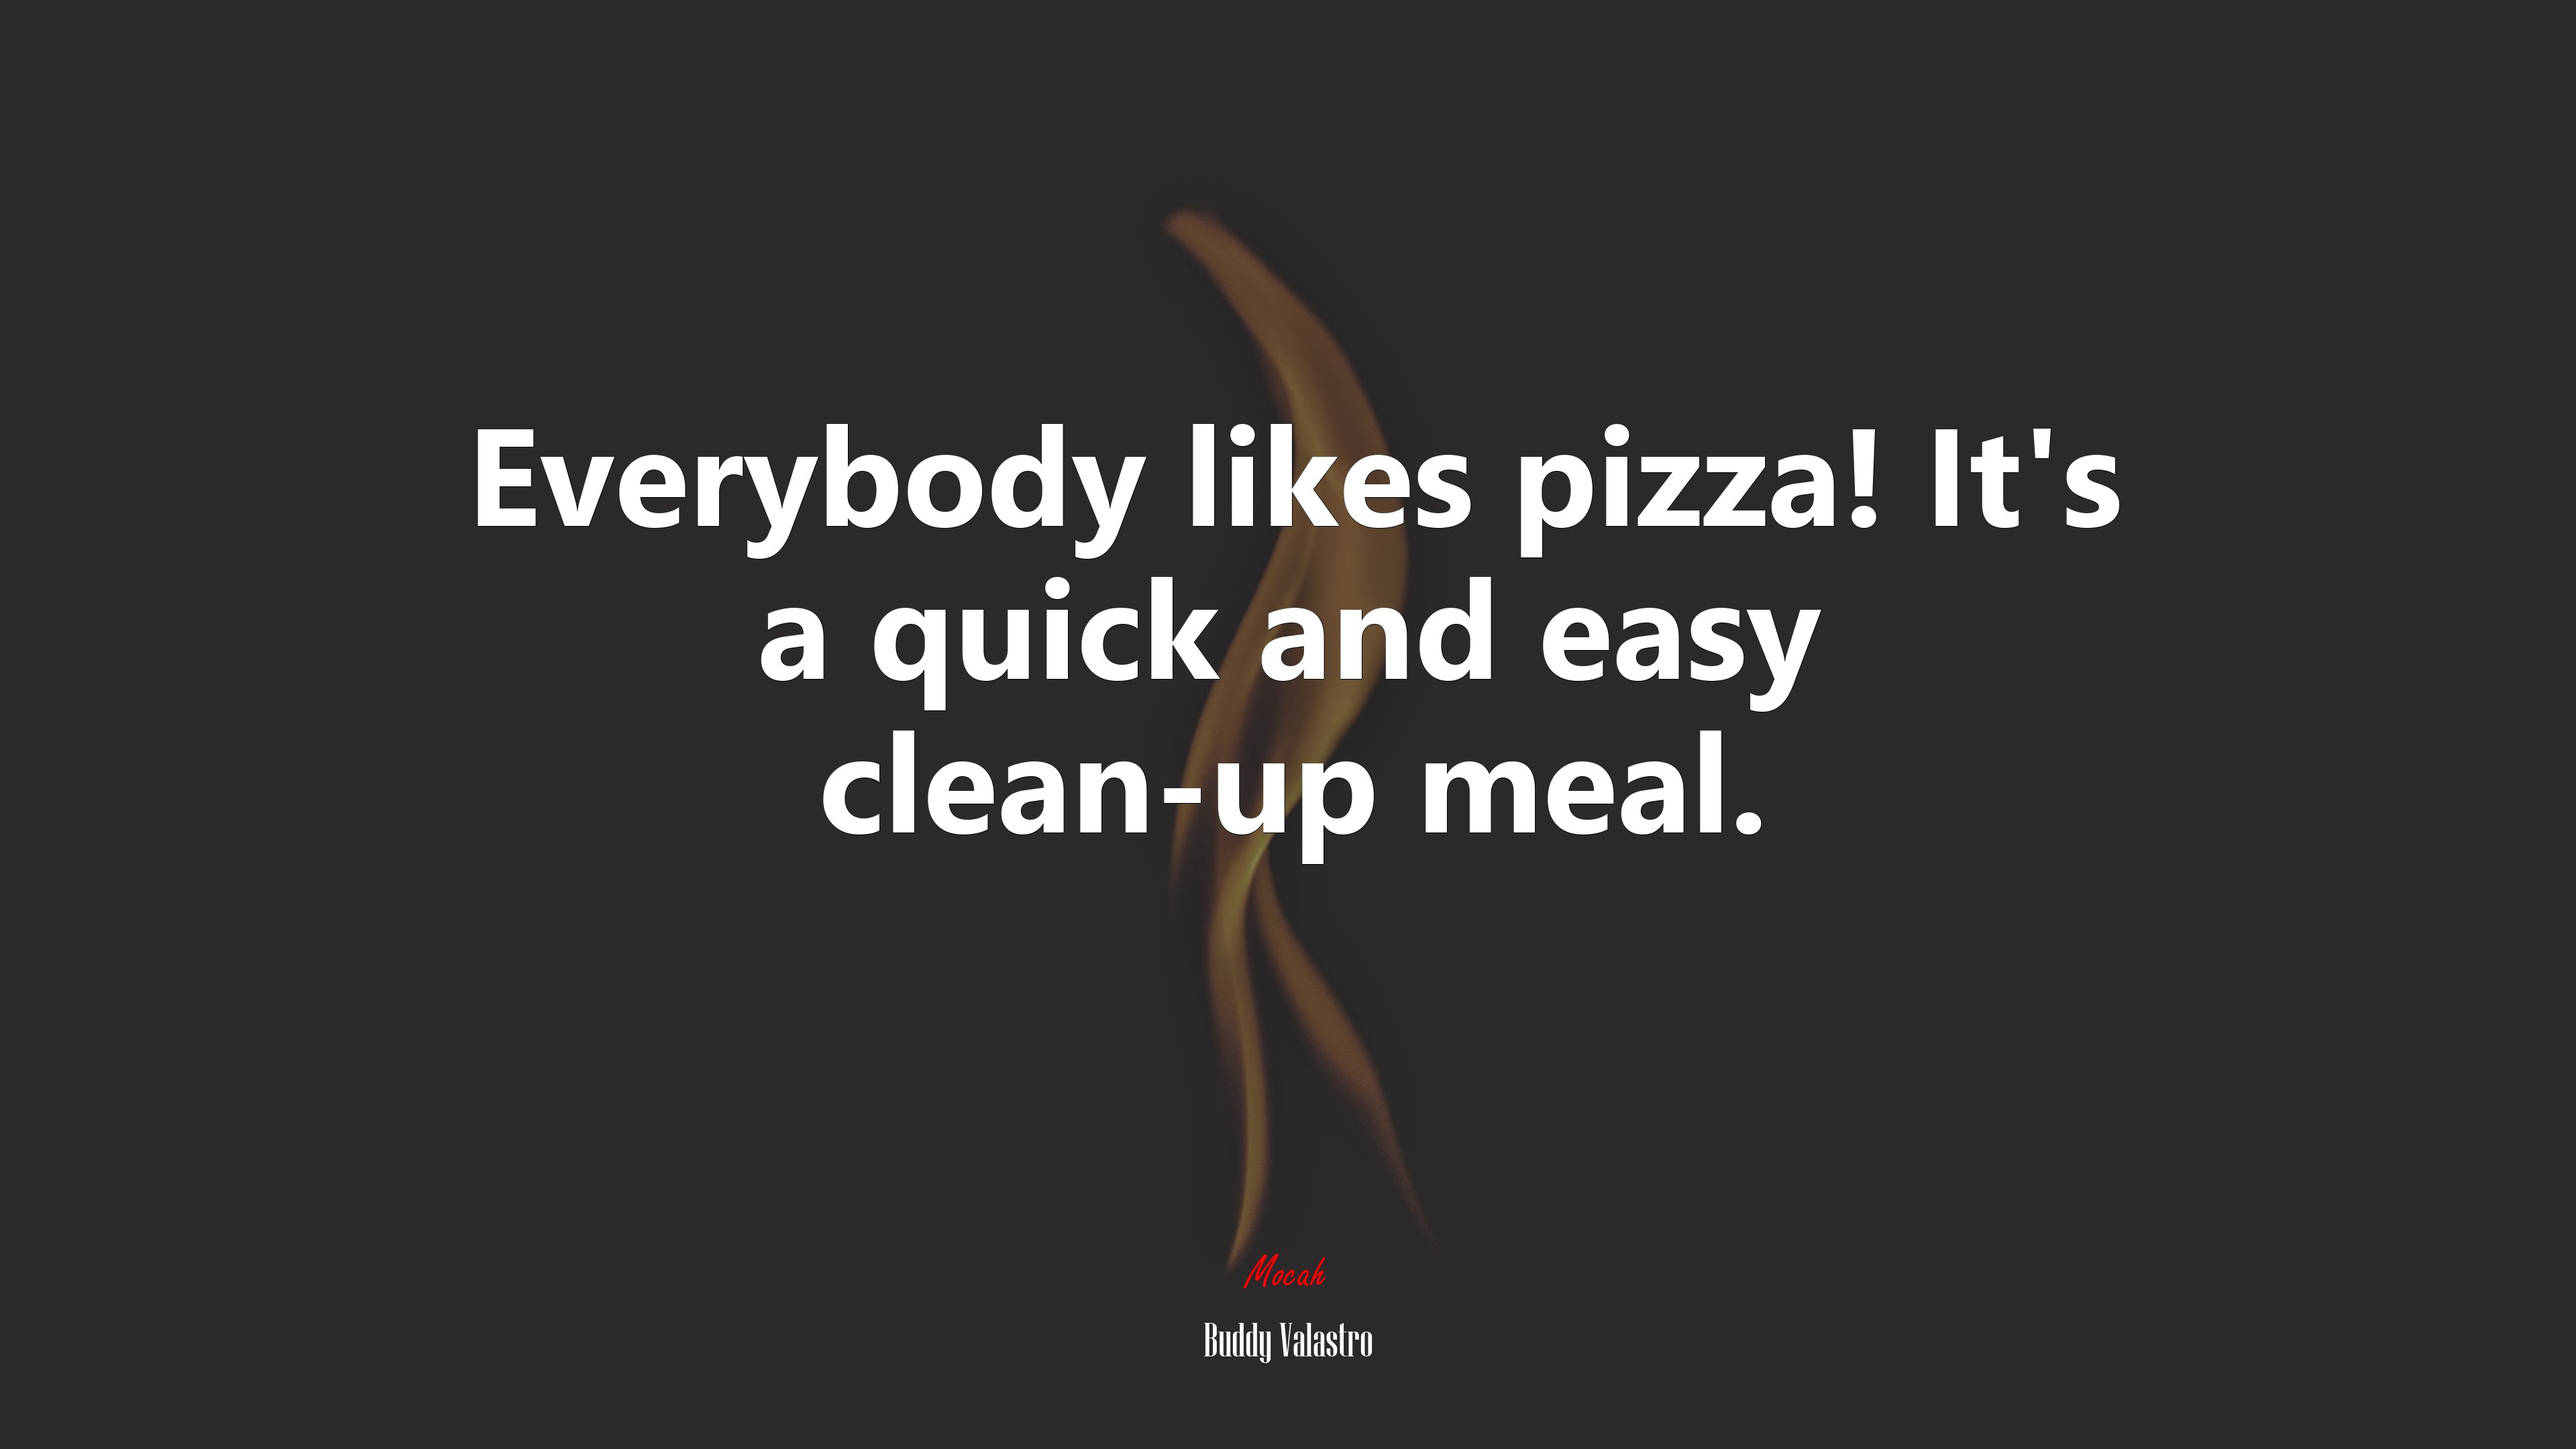 Everybody likes pizza! It's
a quick and easy
clean-up meal.
Mocah
Buddy Valastro